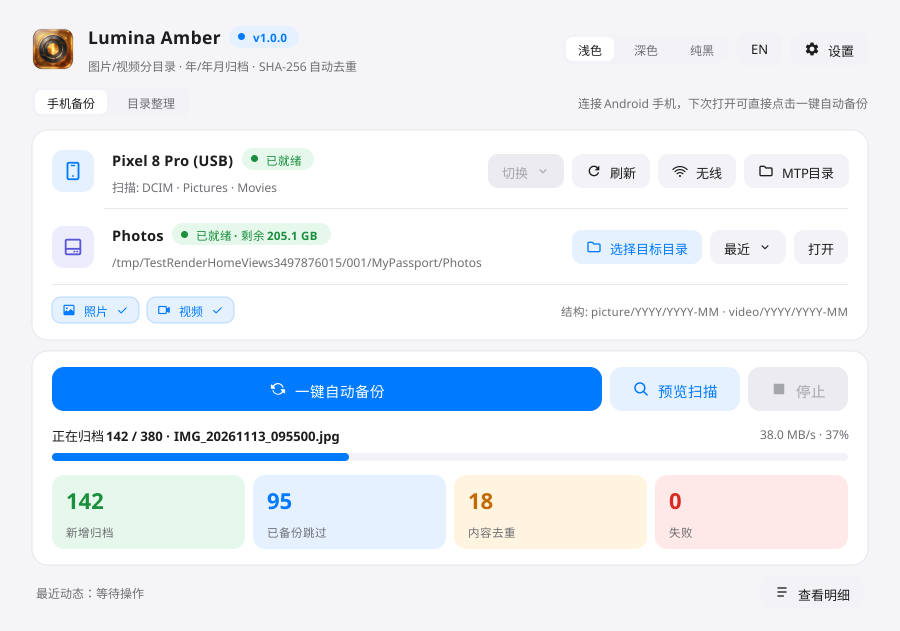 Lumina Amber v1.0.0
图片/视频分目录 · 年/年月归档 · SHA-256 自动去重
浅色 深色 纯黑 EN 设置
手机备份 目录整理
连接 Android 手机，下次打开可直接点击一键自动备份
Pixel 8 Pro (USB) 已就绪
扫描: DCIM · Pictures · Movies
切换 刷新 无线 MTP目录
Photos 已就绪 · 剩余 205.1 GB
/tmp/TestRenderHomeViews3497876015/001/MyPassport/Photos
选择目标目录 最近 打开
照片 视频
结构: picture/YYYY/YYYY-MM · video/YYYY/YYYY-MM
一键自动备份 预览扫描 停止
正在归档 142 / 380 · IMG_20261113_095500.jpg
38.0 MB/s · 37%
142 95 18 0
新增归档 已备份跳过 内容去重 失败
最近动态：等待操作
查看明细